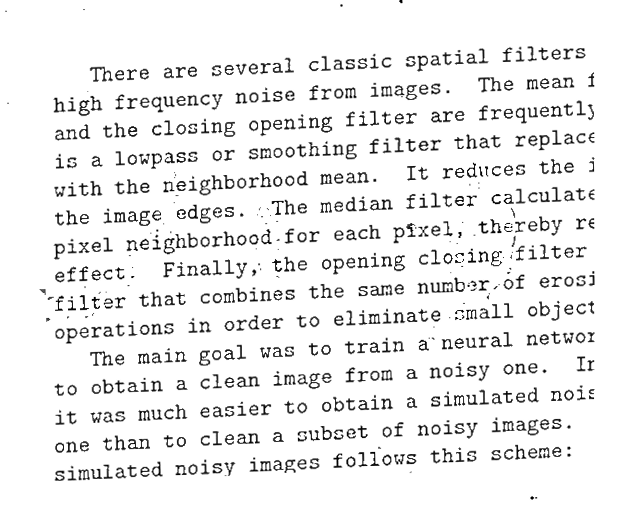 There are several classic spatial filters
high frequency noise from images. The mean f
and the closing opening filter are frequently
is a lowpass or smoothing filter that replace
with the neighborhood mean. It reduces the i
the image edges. The median filter calculate
pixel neighborhood for each pixel, thereby re
effect. Finally, the opening closing filter
filter that combines the same number of erosi
operations in order to eliminate small object
The main goal was to train a neural networ
to obtain a clean image from a noisy one. In
it was much easier to obtain a simulated nois
one than to clean a subset of noisy images.
simulated noisy images follows this scheme: